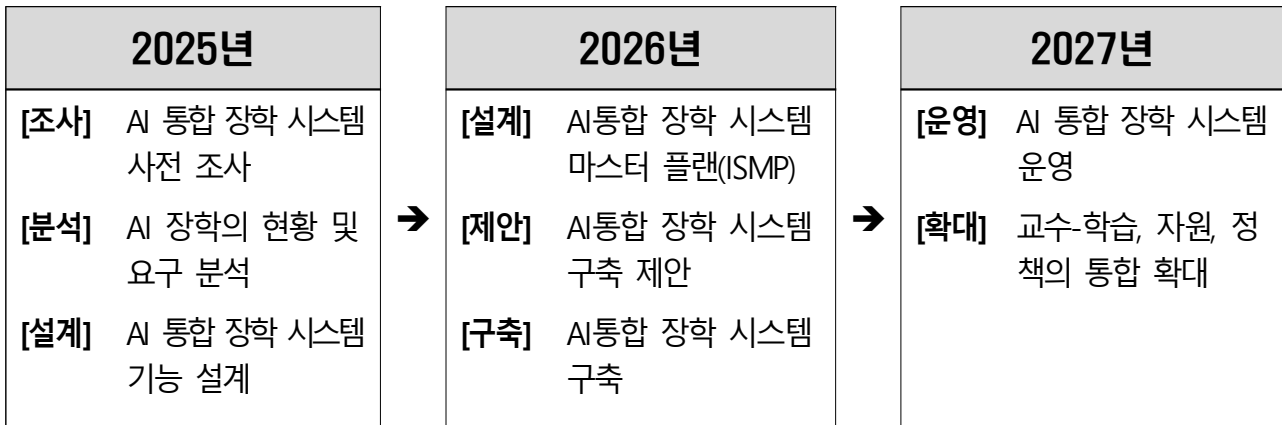 2025년
[조사] AI 통합 장학 시스템
사전 조사
[분석] AI 장학의 현황 및
요구 분석
[설계] AI 통합 장학 시스템
기능 설계
➔
2026년
[설계] AI통합 장학 시스템
마스터 플랜(ISMP)
[제안] AI통합 장학 시스템
구축 제안
[구축] AI통합 장학 시스템
구축
➔
2027년
[운영] AI 통합 장학 시스템
운영
[확대] 교수-학습, 자원, 정
책의 통합 확대